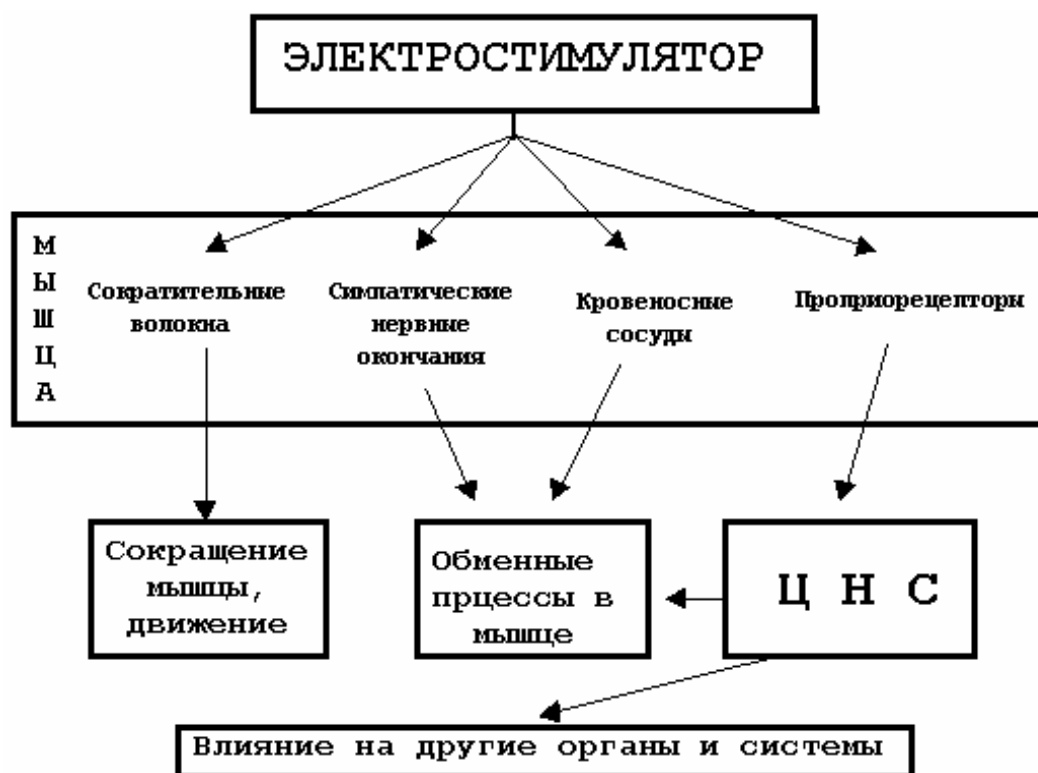 ЭЛЕКТРОСТИМУЛЯТОР
М
Ы
Ш
Ц
А
Сократительные
волокна
Симпатические
нервные
окончания
Кровеносные
сосуды
Проприорецепторы
Сокращение
мышцы,
движение
Обменные
прцессы в
мышце
Ц Н С
Влияние на другие органы и системы